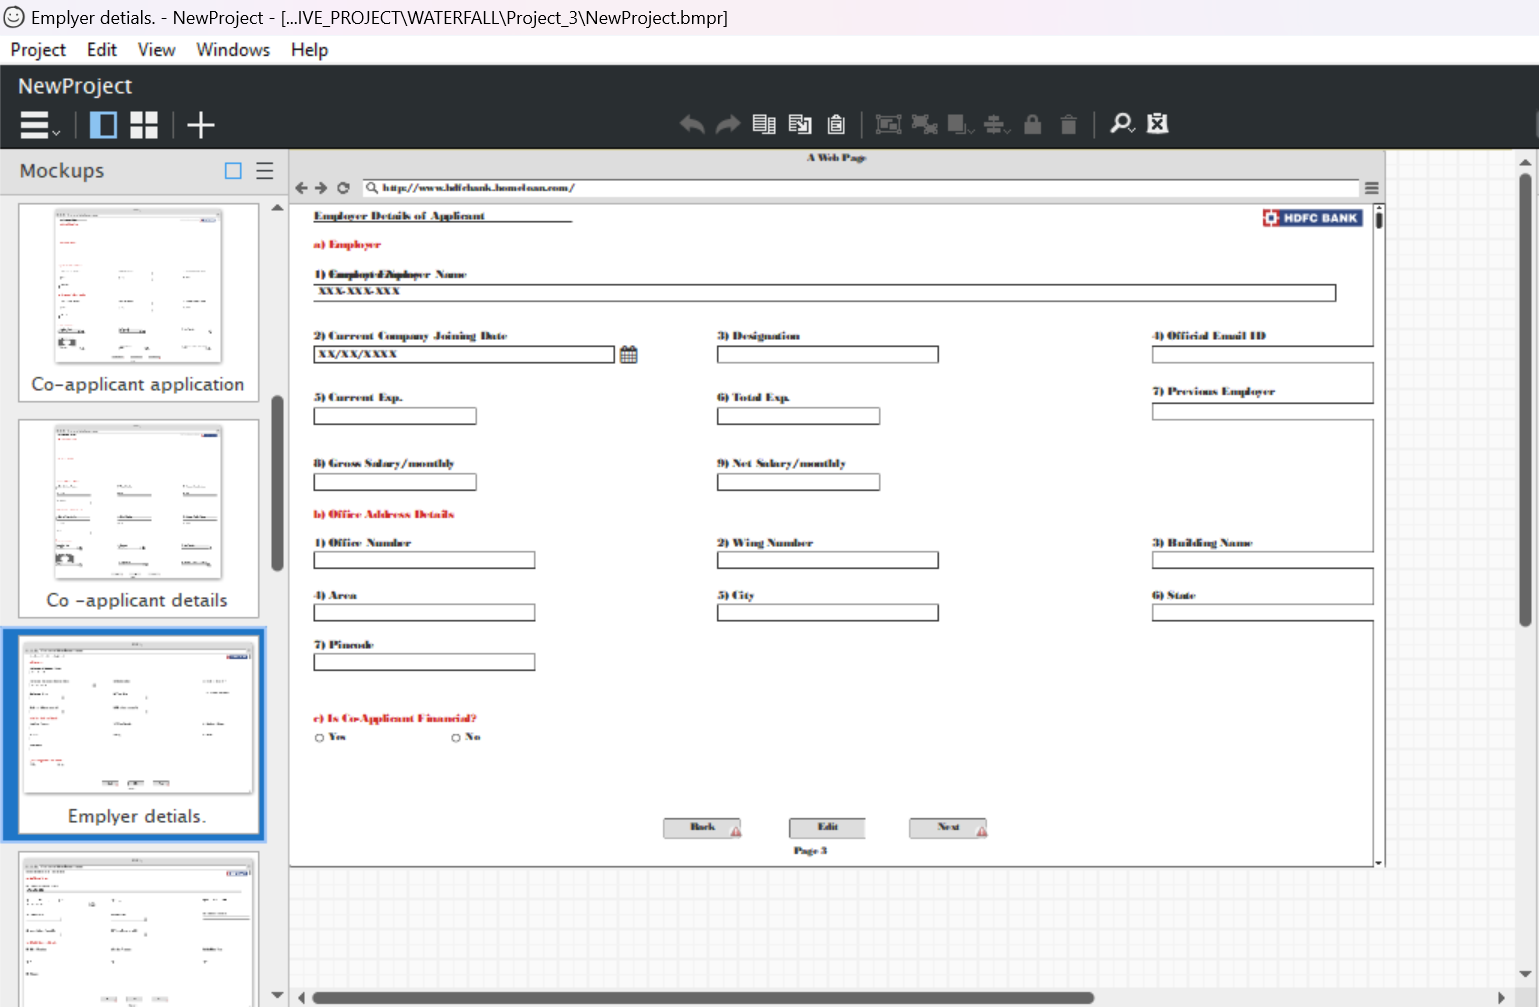 Emplyer detials. - NewProject - [...IVE_PROJECT\WATERFALL\Project_3\NewProject.bmpr]
Project Edit View Windows Help
NewProject
Mockups
Co-applicant application
Co -applicant details
Emplyer detials.
A Web Page
http://www.hdfcbank.homeloan.com/
Employer Details of Applicant
HDFC BANK
a) Employer
1) Employer Name
XXX-XXX-XXX
2) Current Company Joining Date
3) Designation
4) Official Email ID
XX/XX/XXXX
5) Current Exp.
6) Total Exp.
7) Previous Employer
8) Gross Salary/monthly
9) Net Salary/monthly
b) Office Address Details
1) Office Number
2) Wing Number
3) Building Name
4) Area
5) City
6) State
7) Pincode
c) Is Co-Applicant Financial?
Yes
No
Back
Edit
Next
Page 3